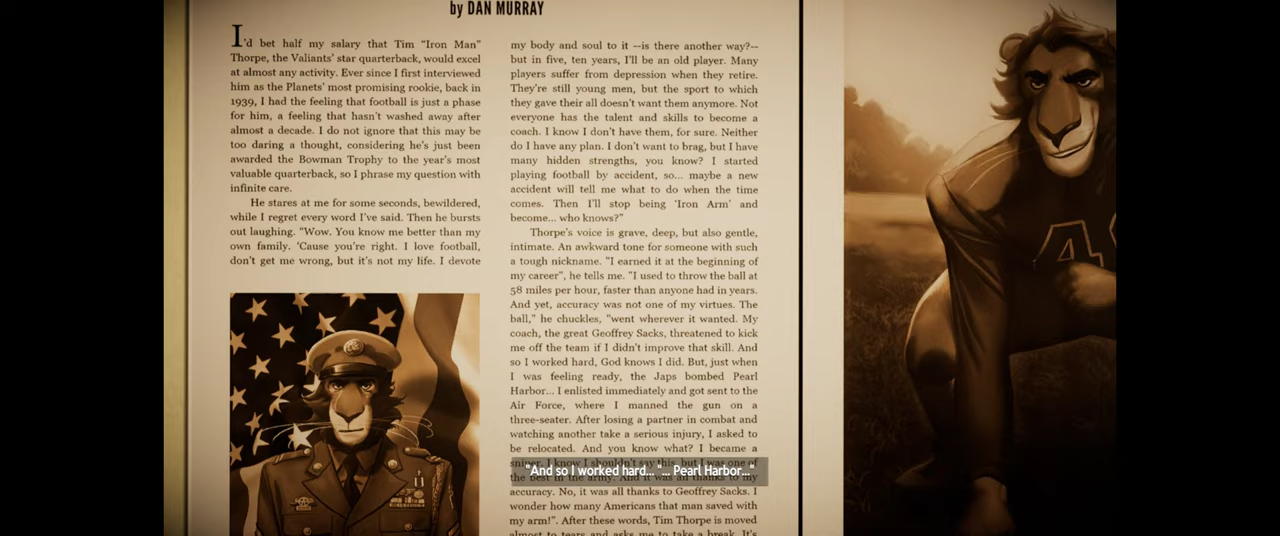 by DAN MURRAY
I'd bet half my salary that Tim "Iron Man"
Thorpe, the Valiants' star quarterback, would excel
at almost any activity. Ever since I first interviewed
him as the Planets' most promising rookie, back in
1939, I had the feeling that football is just a phase
for him, a feeling that hasn't washed away after
almost a decade. I do not ignore that this may be
too daring a thought, considering he's just been
awarded the Bowman Trophy to the year's most
valuable quarterback, so I phrase my question with
infinite care.
He stares at me for some seconds, bewildered,
while I regret every word I've said. Then he bursts
out laughing. "Wow. You know me better than my
own family. 'Cause you're right. I love football,
don't get me wrong, but it's not my life. I devote
my body and soul to it --is there another way?--
but in five, ten years, I'll be an old player. Many
players suffer from depression when they retire.
They're still young men, but the sport to which
they gave their all doesn't want them anymore. Not
everyone has the talent and skills to become a
coach. I know I don't have them, for sure. Neither
do I have any plan. I don't want to brag, but I have
many hidden strengths, you know? I started
playing football by accident, so... maybe a new
accident will tell me what to do when the time
comes. Then I'll stop being 'Iron Arm' and
become... who knows?"
Thorpe's voice is grave, deep, but also gentle,
intimate. An awkward tone for someone with such
a tough nickname. "I earned it at the beginning of
my career", he tells me. "I used to throw the ball at
58 miles per hour, faster than anyone had in years.
And yet, accuracy was not one of my virtues. The
ball," he chuckles, "went wherever it wanted. My
coach, the great Geoffrey Sacks, threatened to kick
me off the team if I didn't improve that skill. And
so I worked hard, God knows I did. But, just when
I was feeling ready, the Japs bombed Pearl
Harbor... I enlisted immediately and got sent to the
Air Force, where I manned the gun on a
three-seater. After losing a partner in combat and
watching another take a serious injury, I asked to
be relocated. And you know what? I became a
sniper. I know I shouldn't say this, but I was one of
the best in the army. And it was all thanks to my
"And so I worked hard... "... Pearl Harbor..."
accuracy. No, it was all thanks to Geoffrey Sacks. I
wonder how many Americans that man saved with
my arm!". After these words, Tim Thorpe is moved
almost to tears and asks me to take a break. It's
4